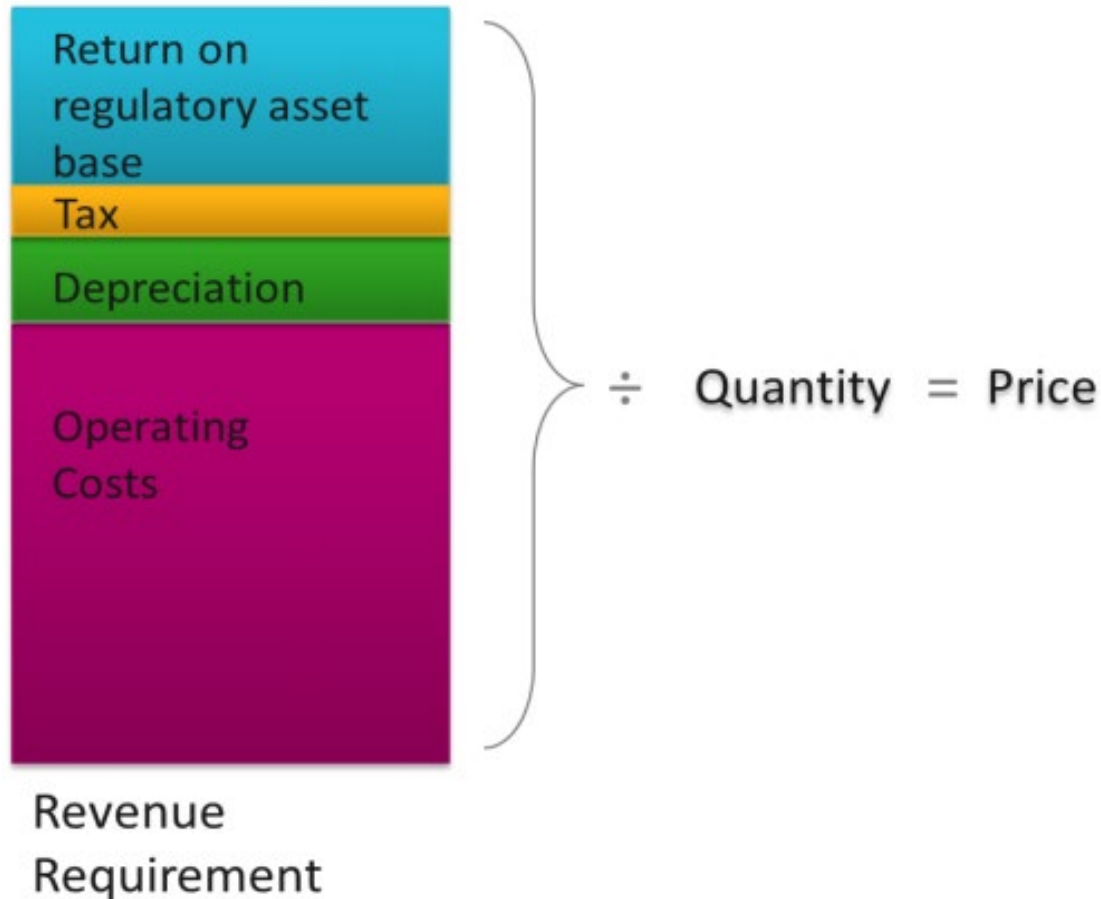 Return on
regulatory asset
base
Tax
Depreciation
Operating
Costs
÷ Quantity = Price
Revenue
Requirement